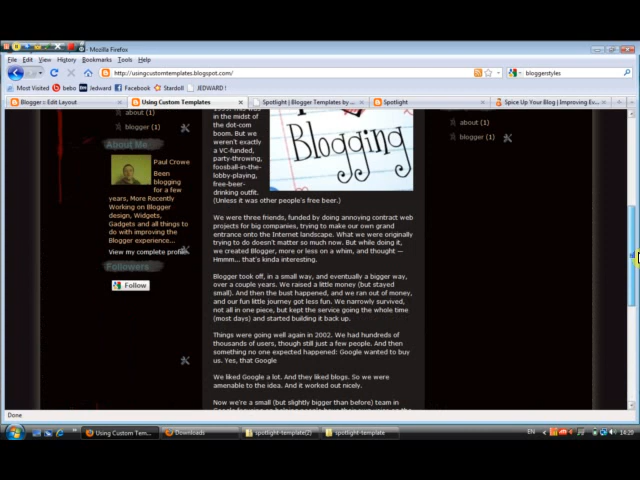 Mozilla Firefox
File Edit View History Bookmarks Tools Help
http://usingcustomtemplates.blogspot.com/
bloggerstyles
Most Visited bebo Jedward Facebook Stardoll JEDWARD !
Blogger :: Edit Layout
Using Custom Templates
Spotlight | Blogger Templates by ...
Spotlight
Spice Up Your Blog | Improving Ev...
about (1)
blogger (1)
About Me
Paul Crowe
Been
blogging
for a few
years, More Recently
Working on Blogger
design, Widgets,
Gadgets and all things to
do with improving the
Blogger experience...
View my complete profile
Followers
Follow
in the midst of
the dot-com
boom. But we
weren't exactly
a VC-funded,
party-throwing,
foosball-in-the-
lobby-playing,
free-beer-
drinking outfit.
(Unless it was other people's free beer.)
Blogging
We were three friends, funded by doing annoying contract web
projects for big companies, trying to make our own grand
entrance onto the Internet landscape. What we were originally
trying to do doesn't matter so much now. But while doing it,
we created Blogger, more or less on a whim, and thought —
Hmmm... that's kinda interesting.
Blogger took off, in a small way, and eventually a bigger way,
over a couple years. We raised a little money (but stayed
small). And then the bust happened, and we ran out of money,
and our fun little journey got less fun. We narrowly survived,
not all in one piece, but kept the service going the whole time
(most days) and started building it back up.
Things were going well again in 2002. We had hundreds of
thousands of users, though still just a few people. And then
something no one expected happened: Google wanted to buy
us. Yes, that Google
We liked Google a lot. And they liked blogs. So we were
amenable to the idea. And it worked out nicely.
Now we're a small (but slightly bigger than before) team in
about (1)
blogger (1)
Done
Using Custom Tem...
Downloads
spotlight-template(2)
spotlight-template
EN
14:20